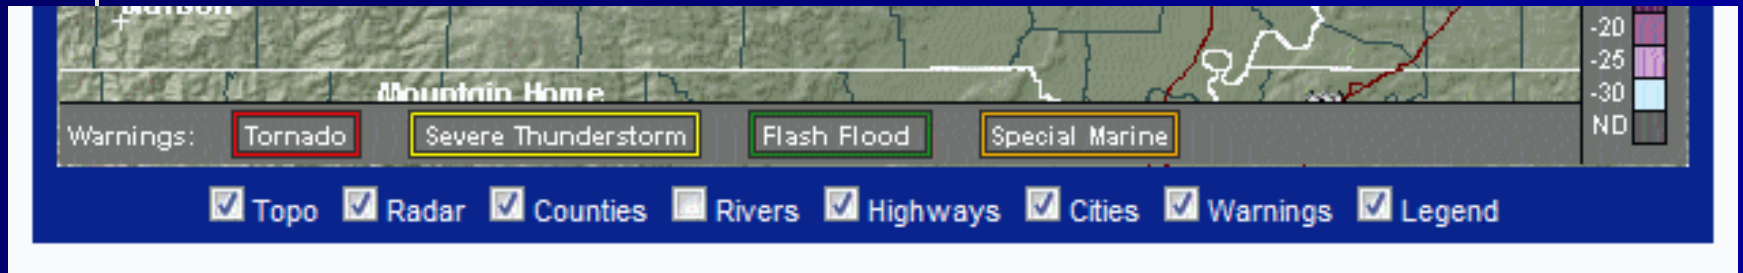 -20
-25
Mountain Home
-30
ND
Warnings: Tornado Severe Thunderstorm Flash Flood Special Marine
Topo Radar Counties Rivers Highways Cities Warnings Legend